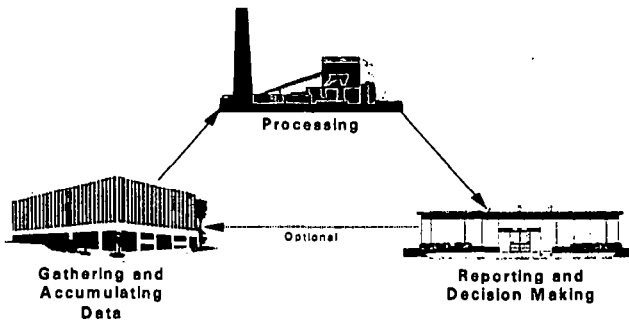 Processing
Optional
Gathering and
Accumulating
Data
Reporting and
Decision Making